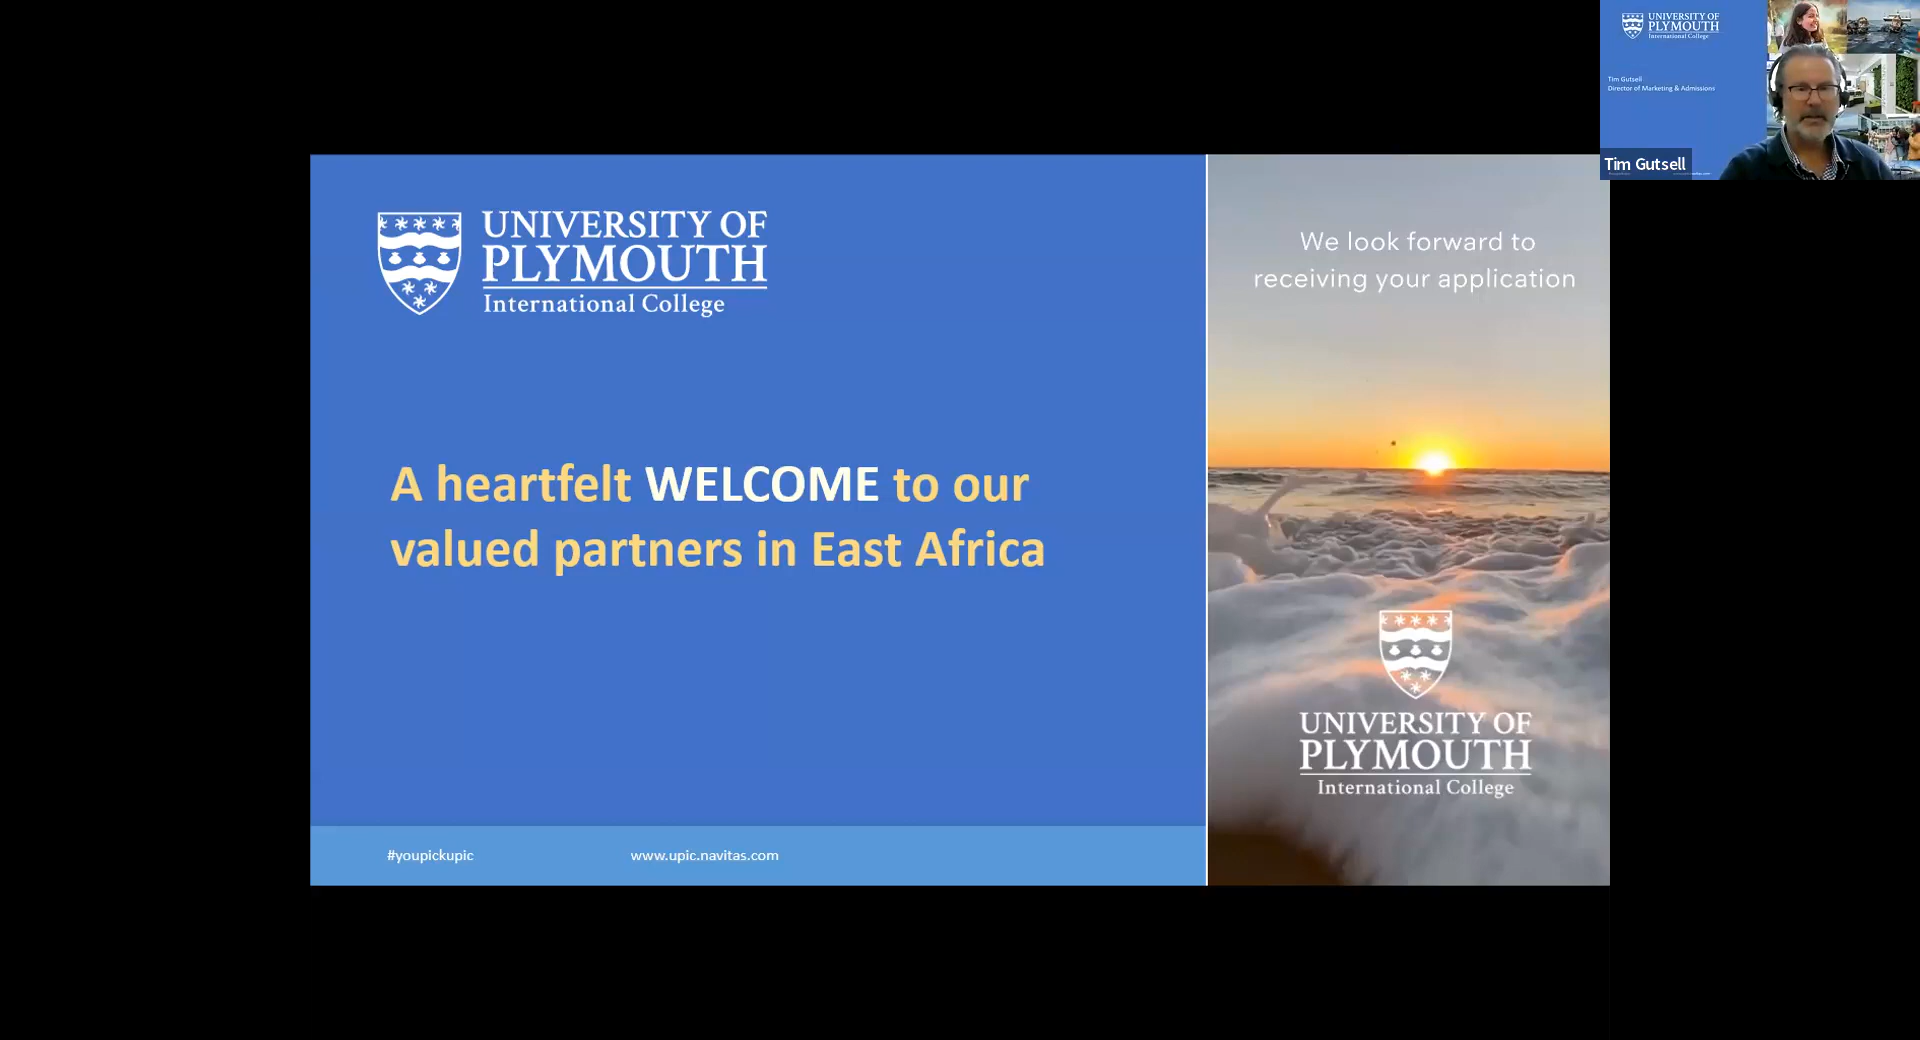 UNIVERSITY OF
PLYMOUTH
International College
A heartfelt WELCOME to our
valued partners in East Africa
#youpickupic
www.upic.navitas.com
We look forward to
receiving your application
UNIVERSITY OF
PLYMOUTH
International College
UNIVERSITY OF
PLYMOUTH
International College
Tim Gutsell
Director of Marketing & Admissions
Tim Gutsell